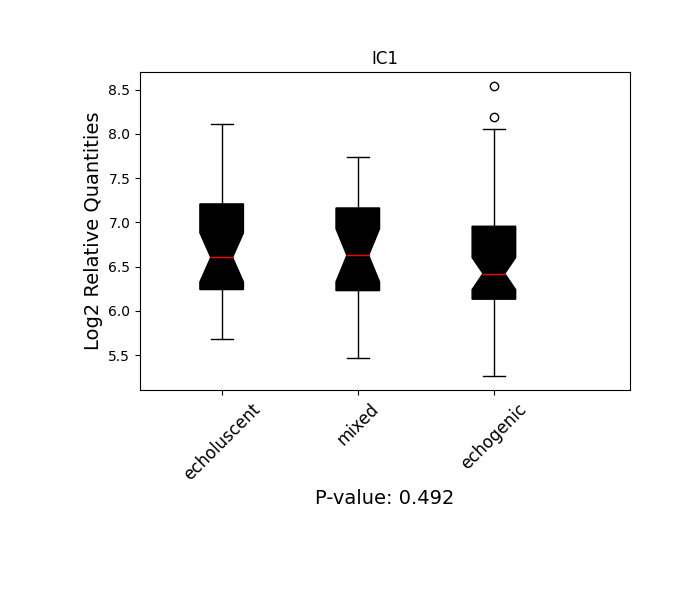 IC1
Log2 Relative Quantities
8.5
8.0
7.5
7.0
6.5
6.0
5.5
echoluscent
mixed
echogenic
P-value: 0.492